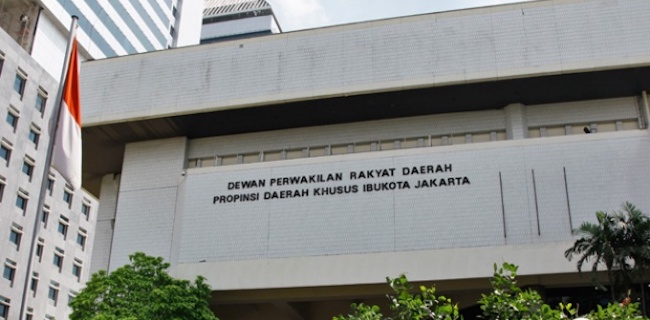 DEWAN PERWAKILAN RAKYAT DAERAH
PROPINSI DAERAH KHUSUS IBUKOTA JAKARTA